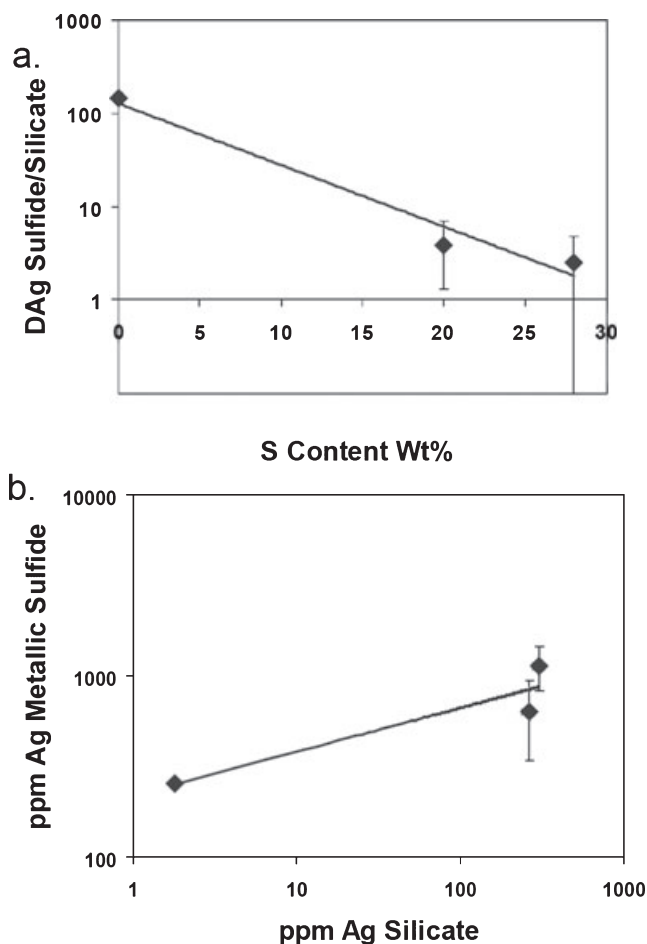 a.
1000
100
10
1
DAg Sulfide/Silicate
0 5 10 15 20 25 30
S Content Wt%
b.
10000
1000
100
ppm Ag Metallic Sulfide
1 10 100 1000
ppm Ag Silicate